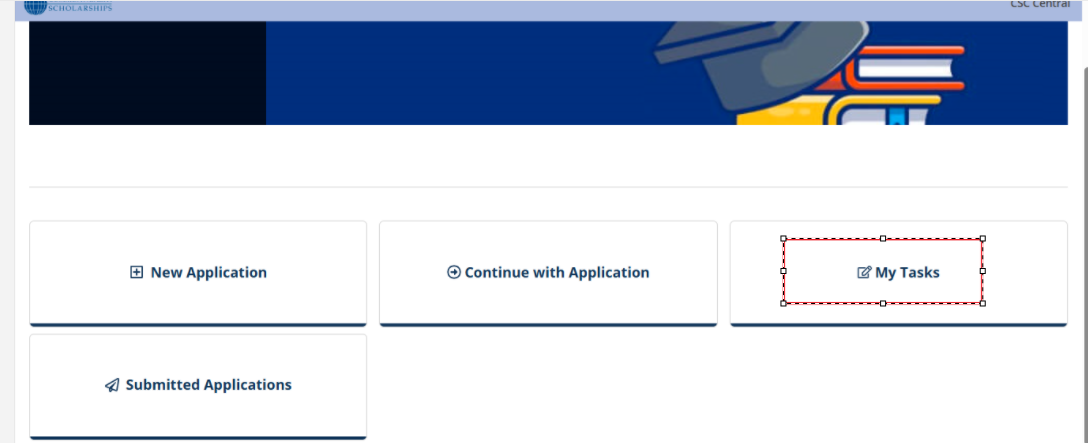 SCHOLARSHIPS
CSC Central
New Application
Continue with Application
My Tasks
Submitted Applications